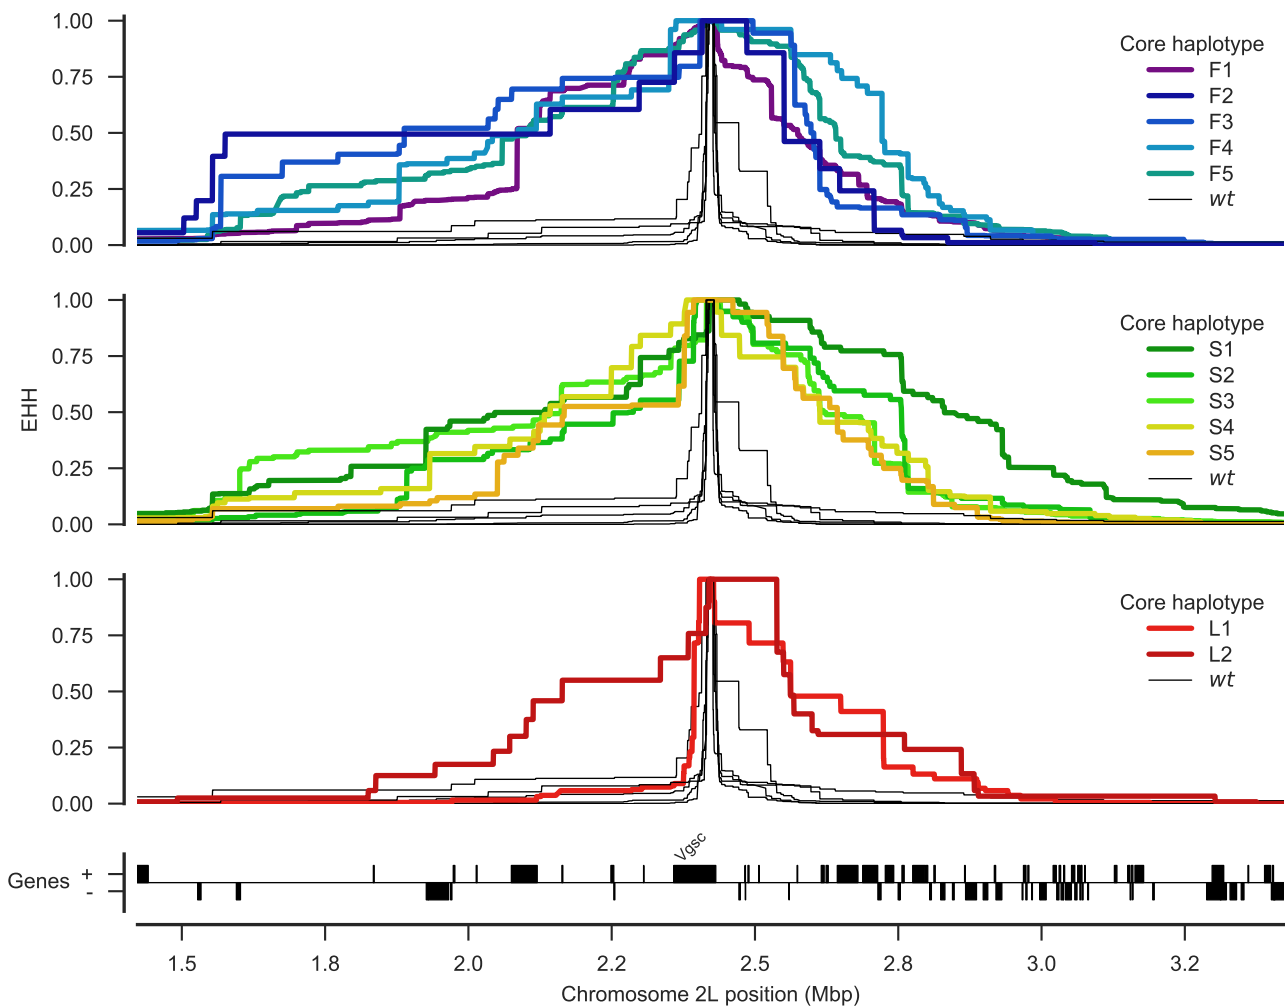 1.00
0.75
0.50
0.25
0.00
Core haplotype
F1
F2
F3
F4
F5
wt
1.00
0.75
0.50
0.25
0.00
EHH
Core haplotype
S1
S2
S3
S4
S5
wt
1.00
0.75
0.50
0.25
0.00
Core haplotype
L1
L2
wt
Vgsc
Genes + -
1.5 1.8 2.0 2.2 2.5 2.8 3.0 3.2
Chromosome 2L position (Mbp)